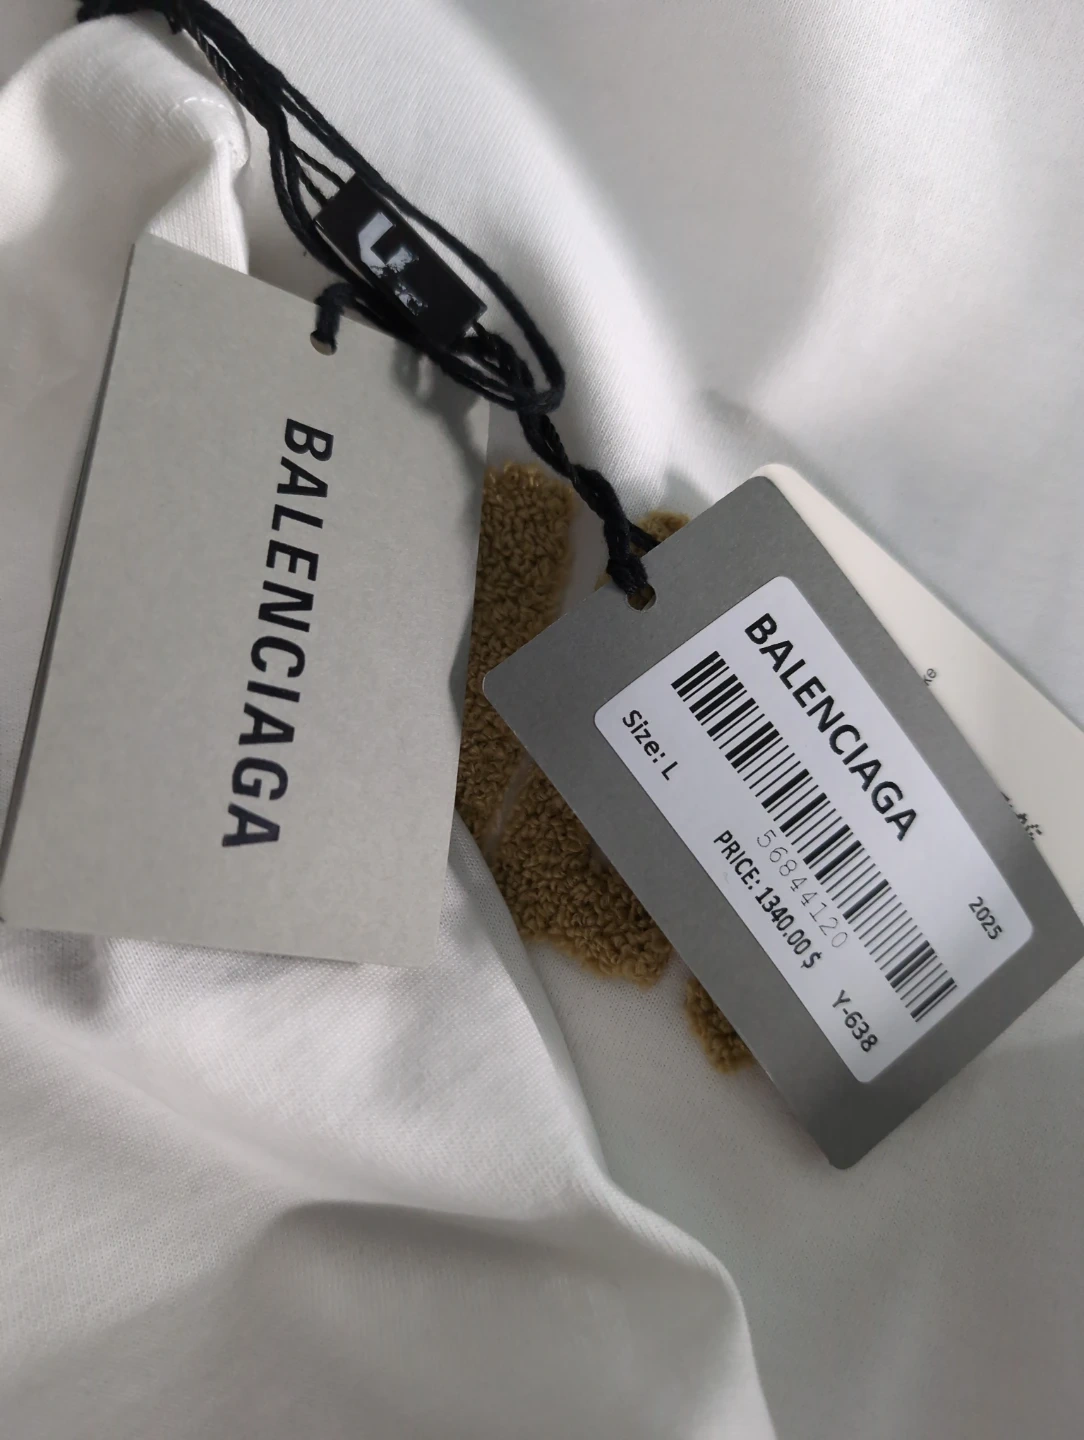 BALENCIAGA
BALENCIAGA
2025
Size: L
56844120
PRICE: 1340.00 $
Y-638